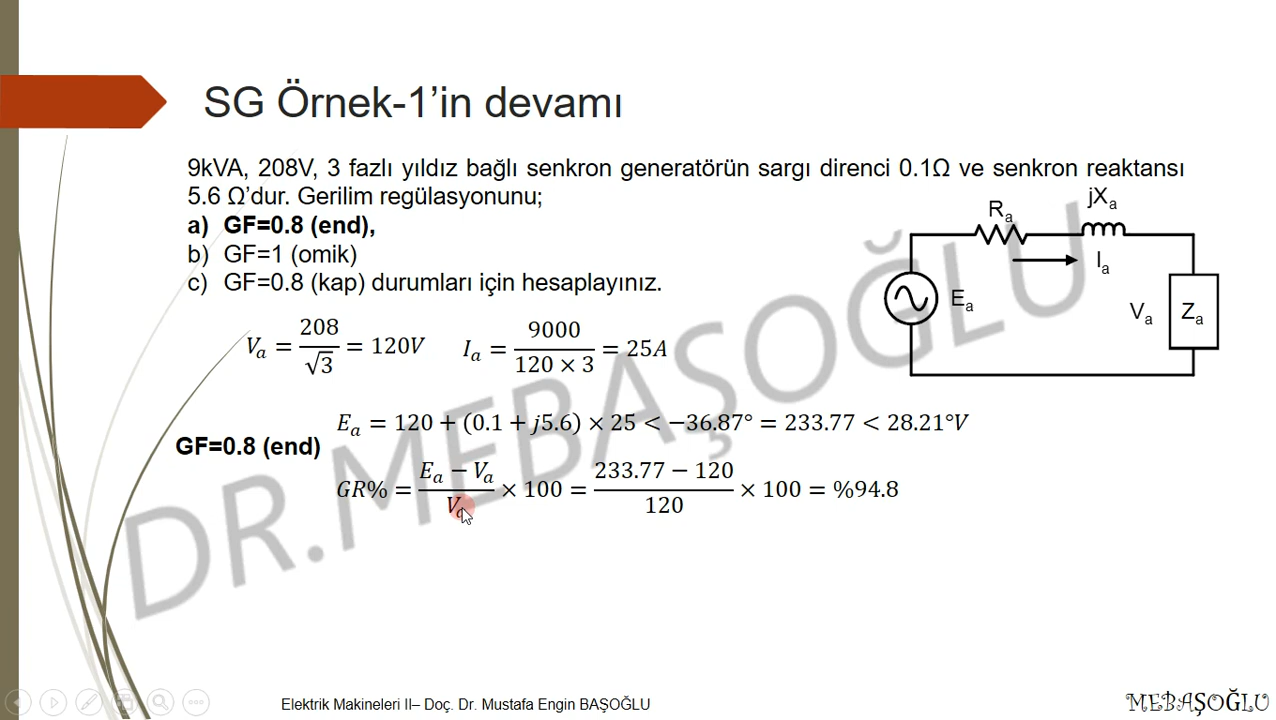 SG Örnek-1’in devamı
9kVA, 208V, 3 fazlı yıldız bağlı senkron generatörün sargı direnci 0.1Ω ve senkron reaktansı
5.6 Ω’dur. Gerilim regülasyonunu;
a) GF=0.8 (end),
b) GF=1 (omik)
c) GF=0.8 (kap) durumları için hesaplayınız.
Rₐ
jXₐ
Iₐ
Eₐ
Vₐ
Zₐ
Vₐ = 208/√3 = 120V
Iₐ = 9000/(120 × 3) = 25A
Eₐ = 120 + (0.1 + j5.6) × 25 < −36.87° = 233.77 < 28.21°V
GF=0.8 (end)
GR% = (Eₐ − Vₐ)/Vₐ × 100 = (233.77 − 120)/120 × 100 = %94.8
DR.MEBAŞOĞLU
Elektrik Makineleri II– Doç. Dr. Mustafa Engin BAŞOĞLU
MEBAŞOĞLU